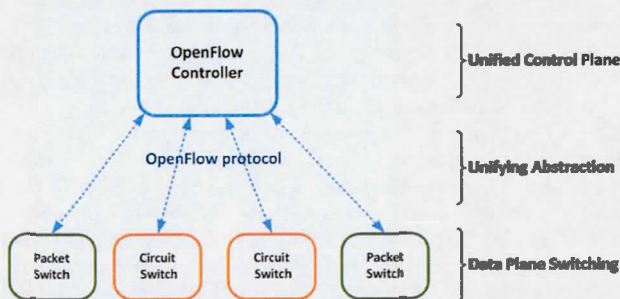 OpenFlow
Controller
Unified Control Plane
OpenFlow protocol
Unifying Abstraction
Packet
Switch
Circuit
Switch
Circuit
Switch
Packet
Switch
Data Plane Switching